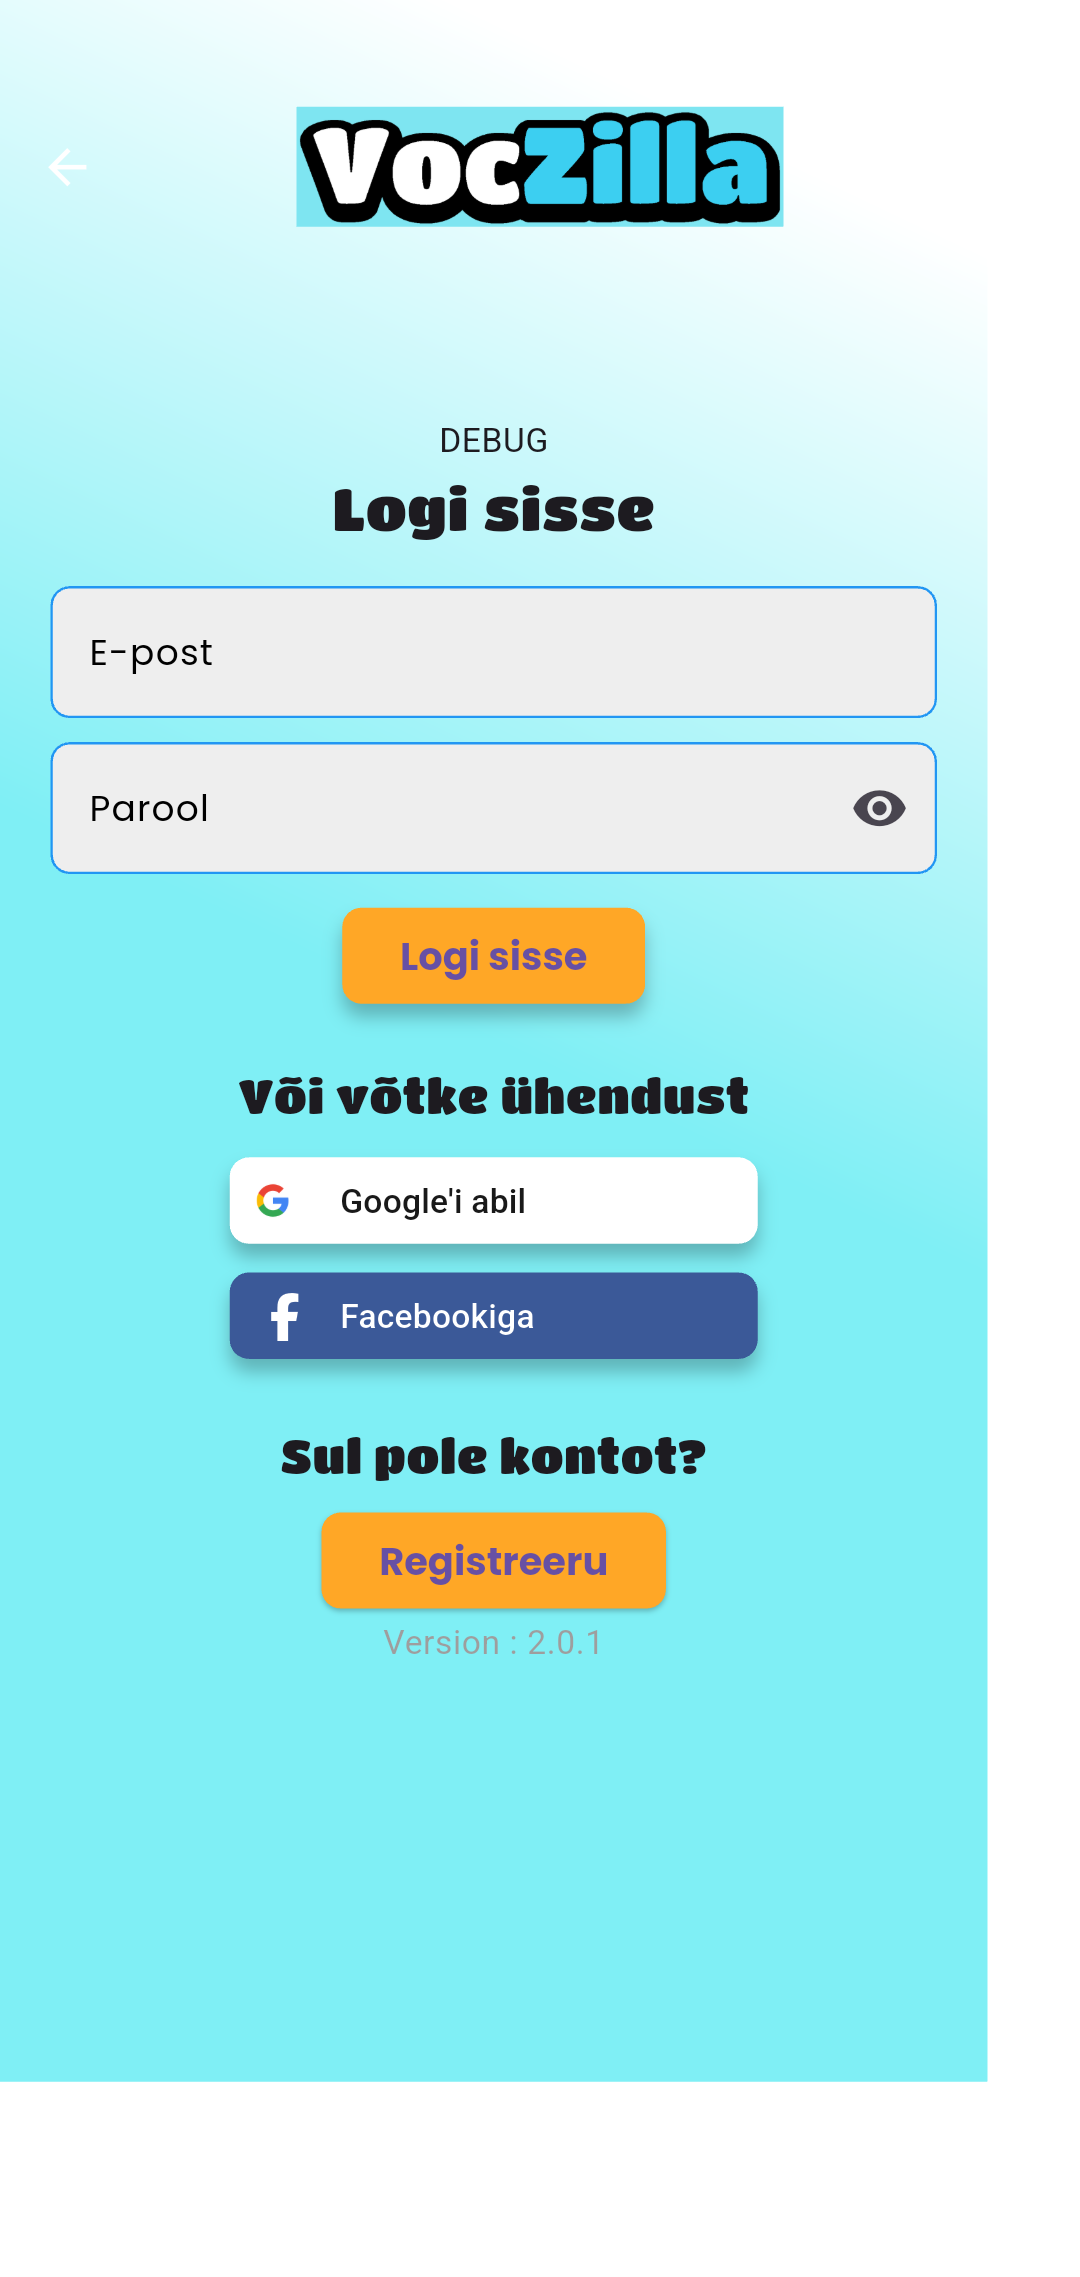 VocZilla
DEBUG
Logi sisse
E-post
Parool
Logi sisse
Või võtke ühendust
Google'i abil
Facebookiga
Sul pole kontot?
Registreeru
Version : 2.0.1